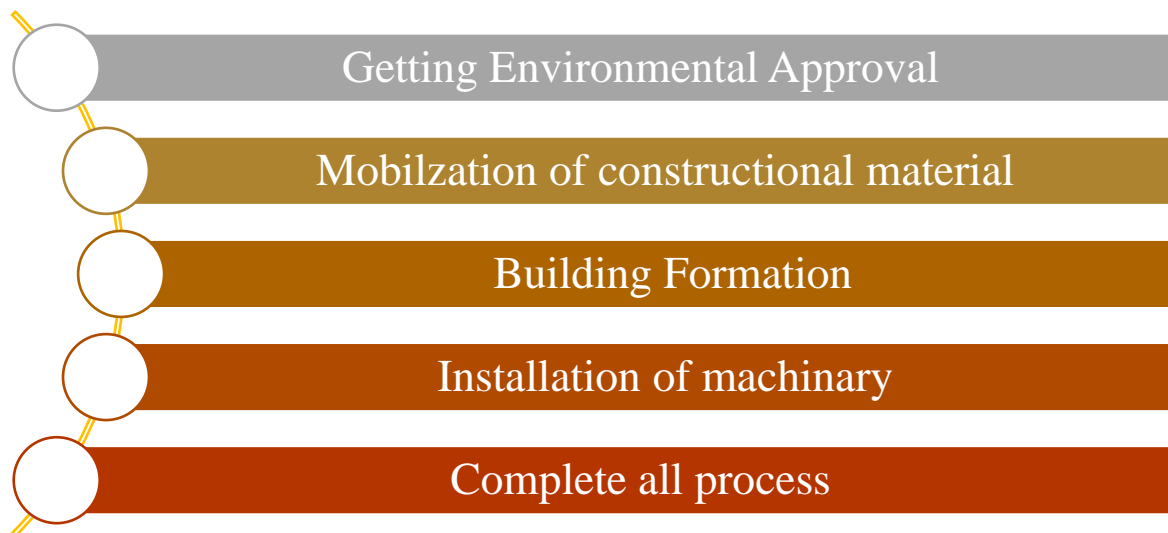 Getting Environmental Approval
Mobilzation of constructional material
Building Formation
Installation of machinary
Complete all process